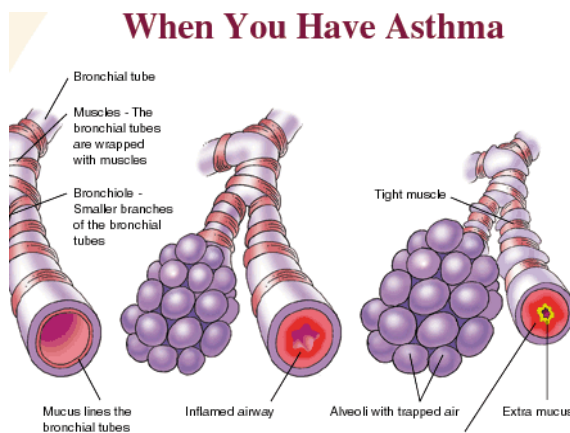 When You Have Asthma
Bronchial tube
Muscles - The
bronchial tubes
are wrapped
with muscles
Bronchiole -
Smaller branches
of the bronchial
tubes
Tight muscle
Mucus lines the
bronchial tubes
Inflamed airway
Alveoli with trapped air
Extra mucus